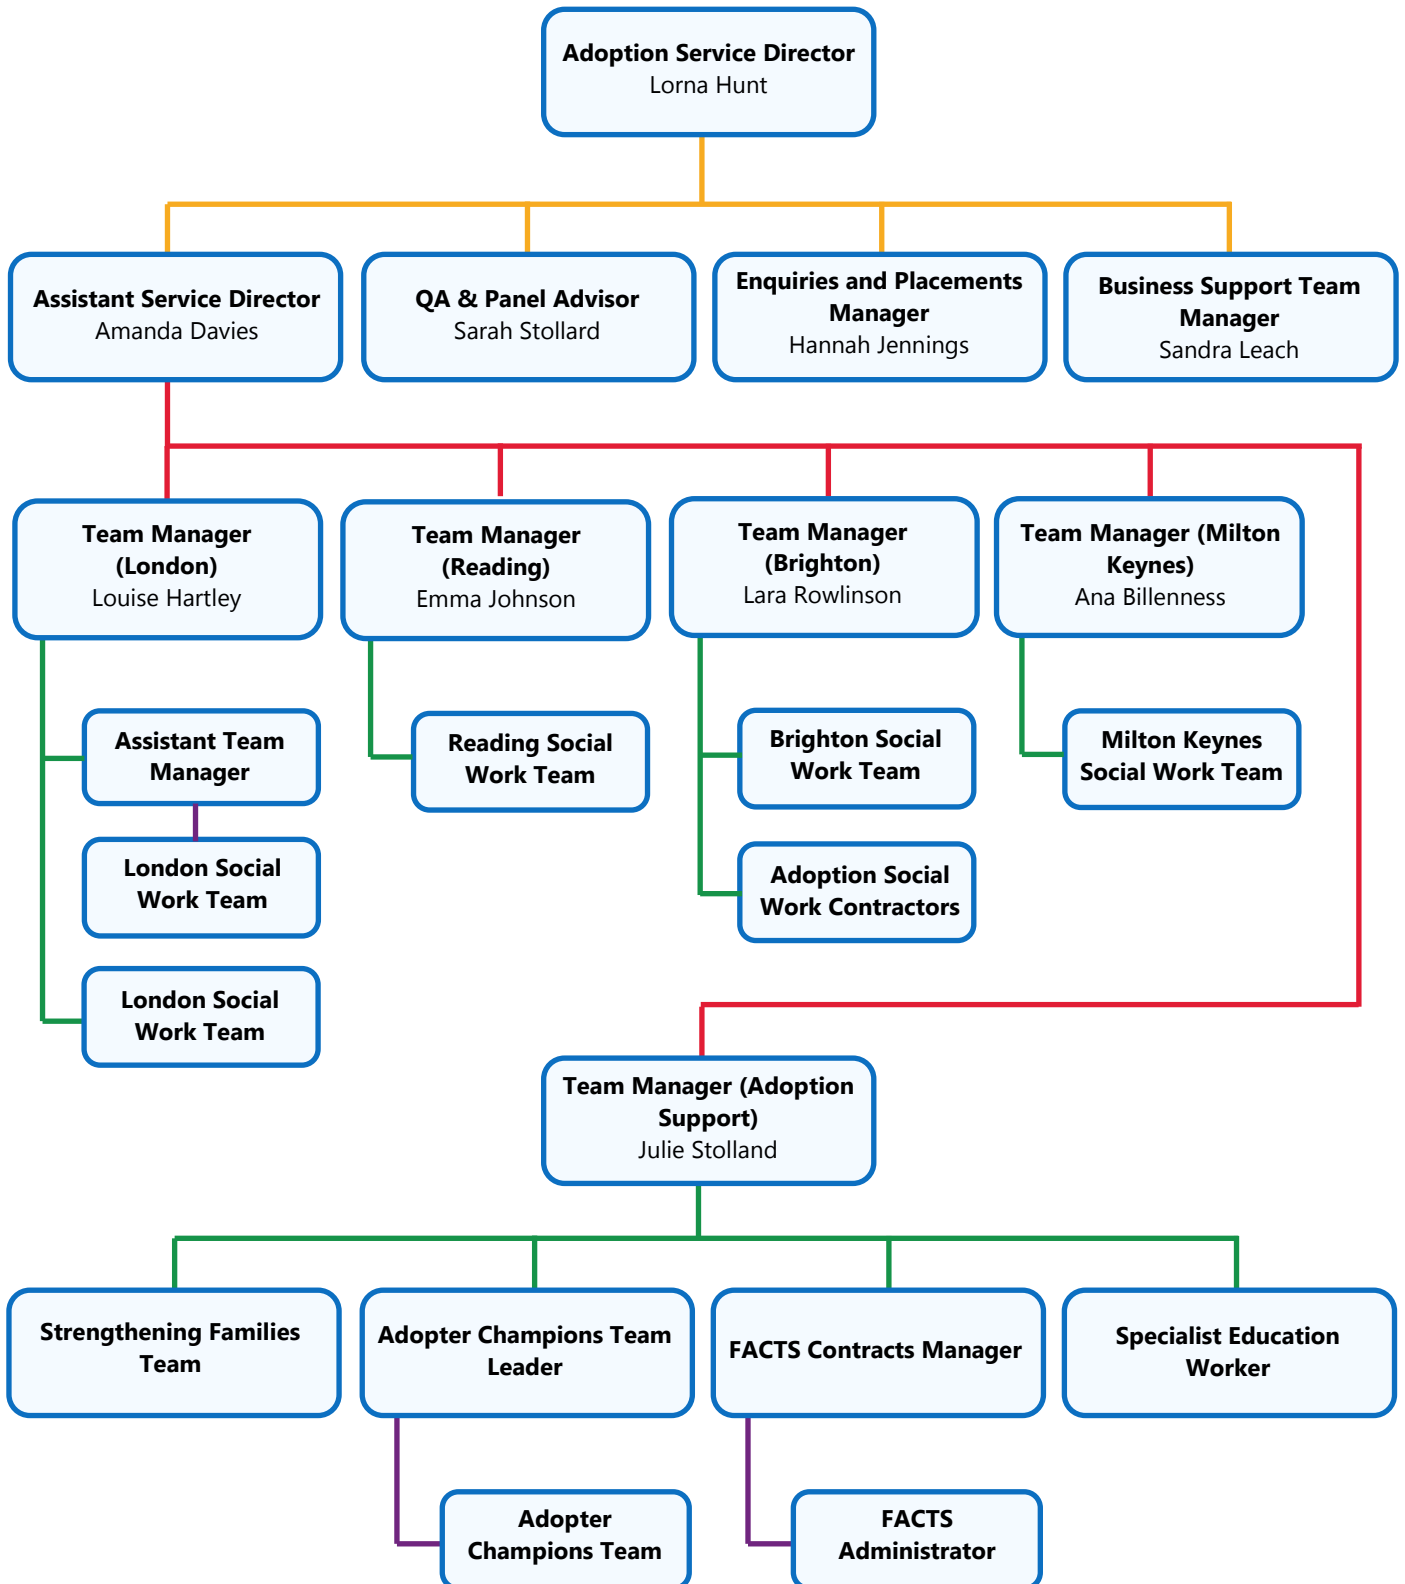 Adoption Service Director
Lorna Hunt
Assistant Service Director
Amanda Davies
QA & Panel Advisor
Sarah Stollard
Enquiries and Placements
Manager
Hannah Jennings
Business Support Team
Manager
Sandra Leach
Team Manager
(London)
Louise Hartley
Team Manager
(Reading)
Emma Johnson
Team Manager
(Brighton)
Lara Rowlinson
Team Manager (Milton
Keynes)
Ana Billenness
Assistant Team
Manager
London Social
Work Team
London Social
Work Team
Reading Social
Work Team
Brighton Social
Work Team
Adoption Social
Work Contractors
Milton Keynes
Social Work Team
Team Manager (Adoption
Support)
Julie Stolland
Strengthening Families
Team
Adopter Champions Team
Leader
FACTS Contracts Manager
Specialist Education
Worker
Adopter
Champions Team
FACTS
Administrator